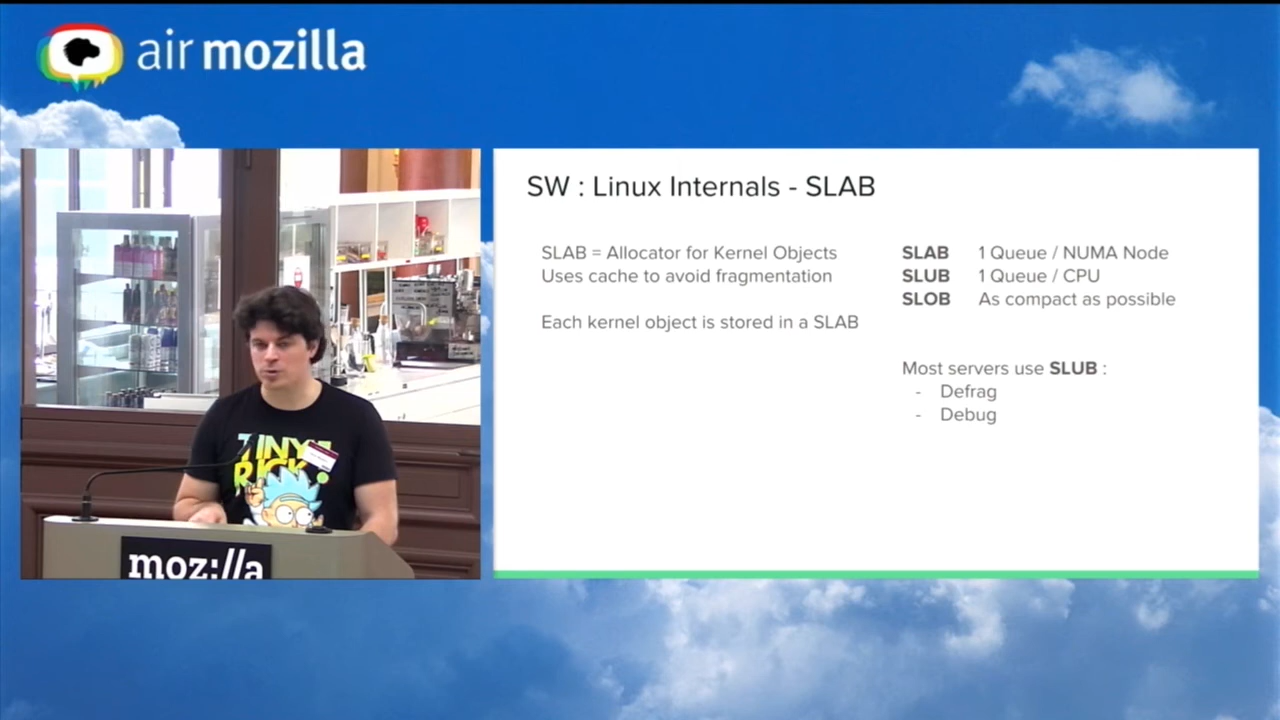 air mozilla
SW : Linux Internals - SLAB
SLAB = Allocator for Kernel Objects
Uses cache to avoid fragmentation
Each kernel object is stored in a SLAB
SLAB 1 Queue / NUMA Node
SLUB 1 Queue / CPU
SLOB As compact as possible
Most servers use SLUB :
- Defrag
- Debug
TINY
RICK
moz://a